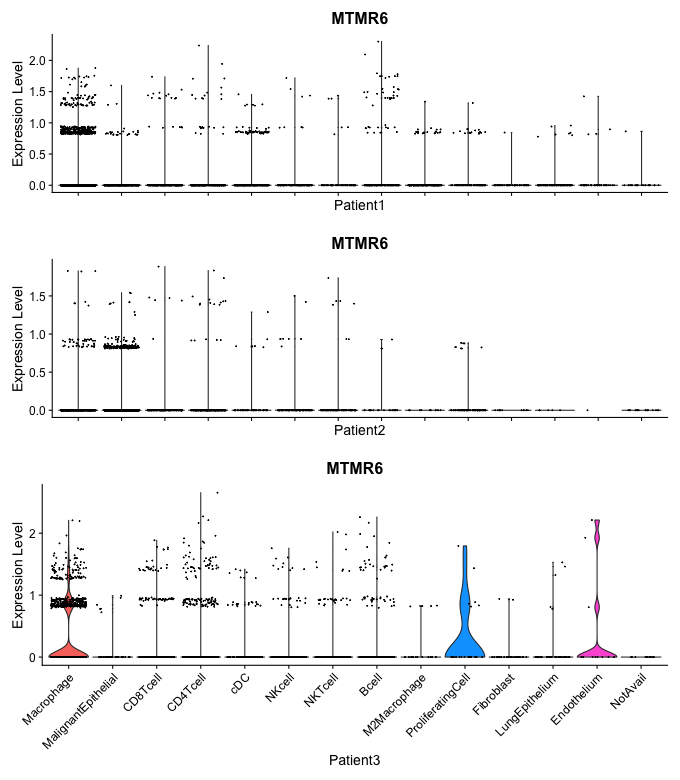 MTMR6
Expression Level
2.0
1.5
1.0
0.5
0.0
Patient1
MTMR6
Expression Level
1.5
1.0
0.5
0.0
Patient2
MTMR6
Expression Level
2
1
0
Macrophage
MalignantEpithelial
CD8Tcell
CD4Tcell
cDC
NKcell
NKTcell
Bcell
M2Macrophage
ProliferatingCell
Fibroblast
LungEpithelium
Endothelium
NotAvail
Patient3